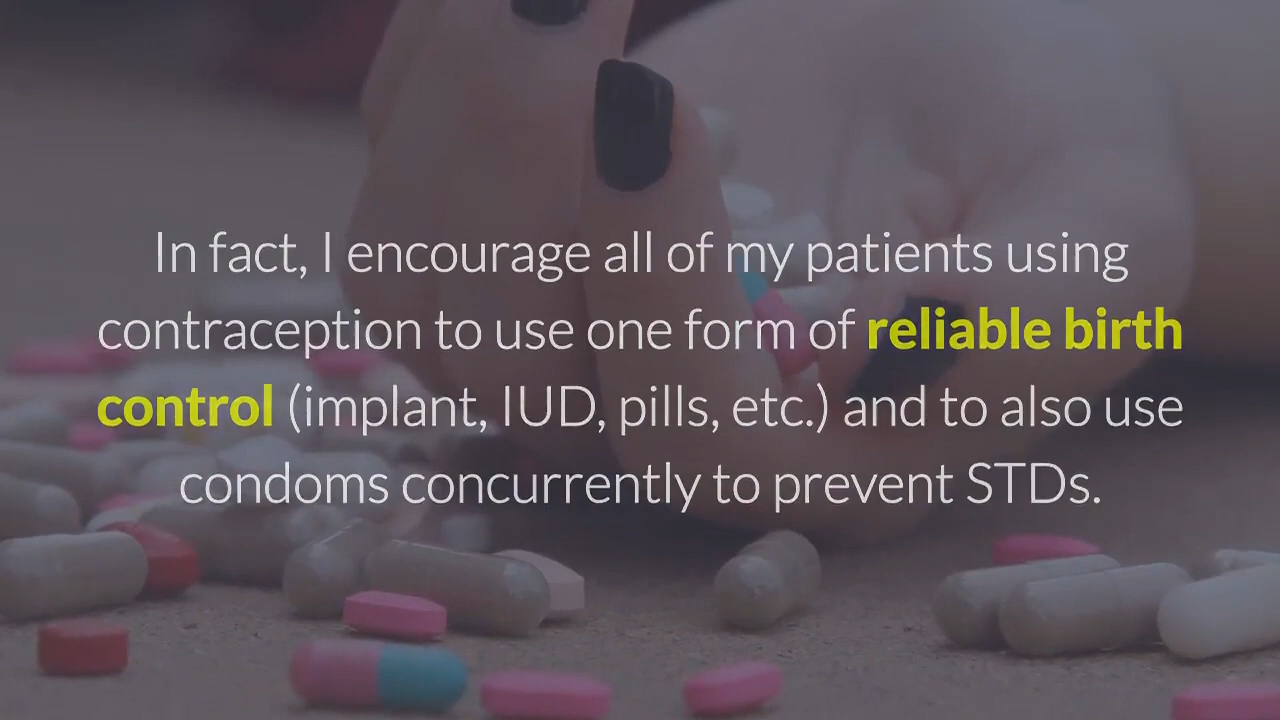 In fact, I encourage all of my patients using
contraception to use one form of reliable birth
control (implant, IUD, pills, etc.) and to also use
condoms concurrently to prevent STDs.